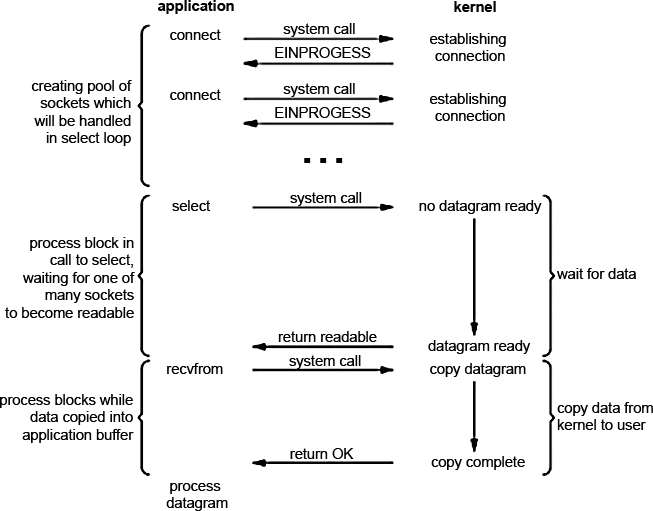 application
kernel
connect
system call
EINPROGESS
establishing
connection
creating pool of
sockets which
will be handled
in select loop
connect
system call
EINPROGESS
establishing
connection
...
select
system call
no datagram ready
process block in
call to select,
waiting for one of
many sockets
to become readable
wait for data
return readable
datagram ready
recvfrom
system call
copy datagram
process blocks while
data copied into
application buffer
copy data from
kernel to user
return OK
copy complete
process
datagram